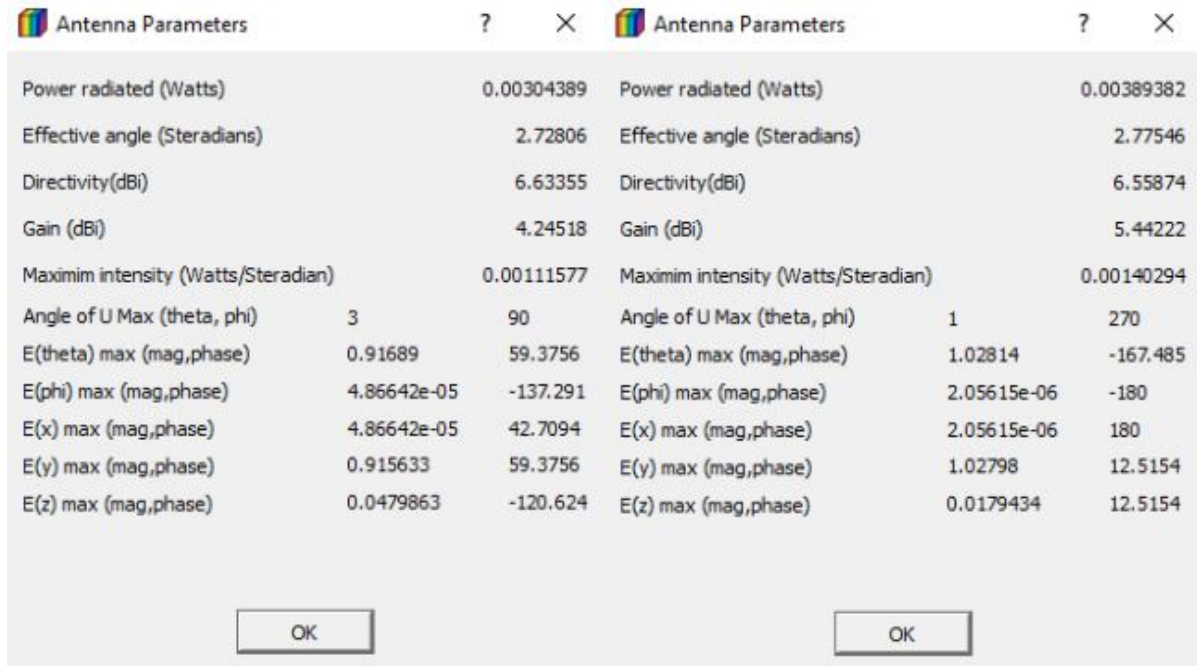 Antenna Parameters ? ×
Power radiated (Watts) 0.00304389
Effective angle (Steradians) 2.72806
Directivity(dBi) 6.63355
Gain (dBi) 4.24518
Maximim intensity (Watts/Steradian) 0.00111577
Angle of U Max (theta, phi) 3 90
E(theta) max (mag,phase) 0.91689 59.3756
E(phi) max (mag,phase) 4.86642e-05 -137.291
E(x) max (mag,phase) 4.86642e-05 42.7094
E(y) max (mag,phase) 0.915633 59.3756
E(z) max (mag,phase) 0.0479863 -120.624
OK
Antenna Parameters ? ×
Power radiated (Watts) 0.00389382
Effective angle (Steradians) 2.77546
Directivity(dBi) 6.55874
Gain (dBi) 5.44222
Maximim intensity (Watts/Steradian) 0.00140294
Angle of U Max (theta, phi) 1 270
E(theta) max (mag,phase) 1.02814 -167.485
E(phi) max (mag,phase) 2.05615e-06 -180
E(x) max (mag,phase) 2.05615e-06 180
E(y) max (mag,phase) 1.02798 12.5154
E(z) max (mag,phase) 0.0179434 12.5154
OK